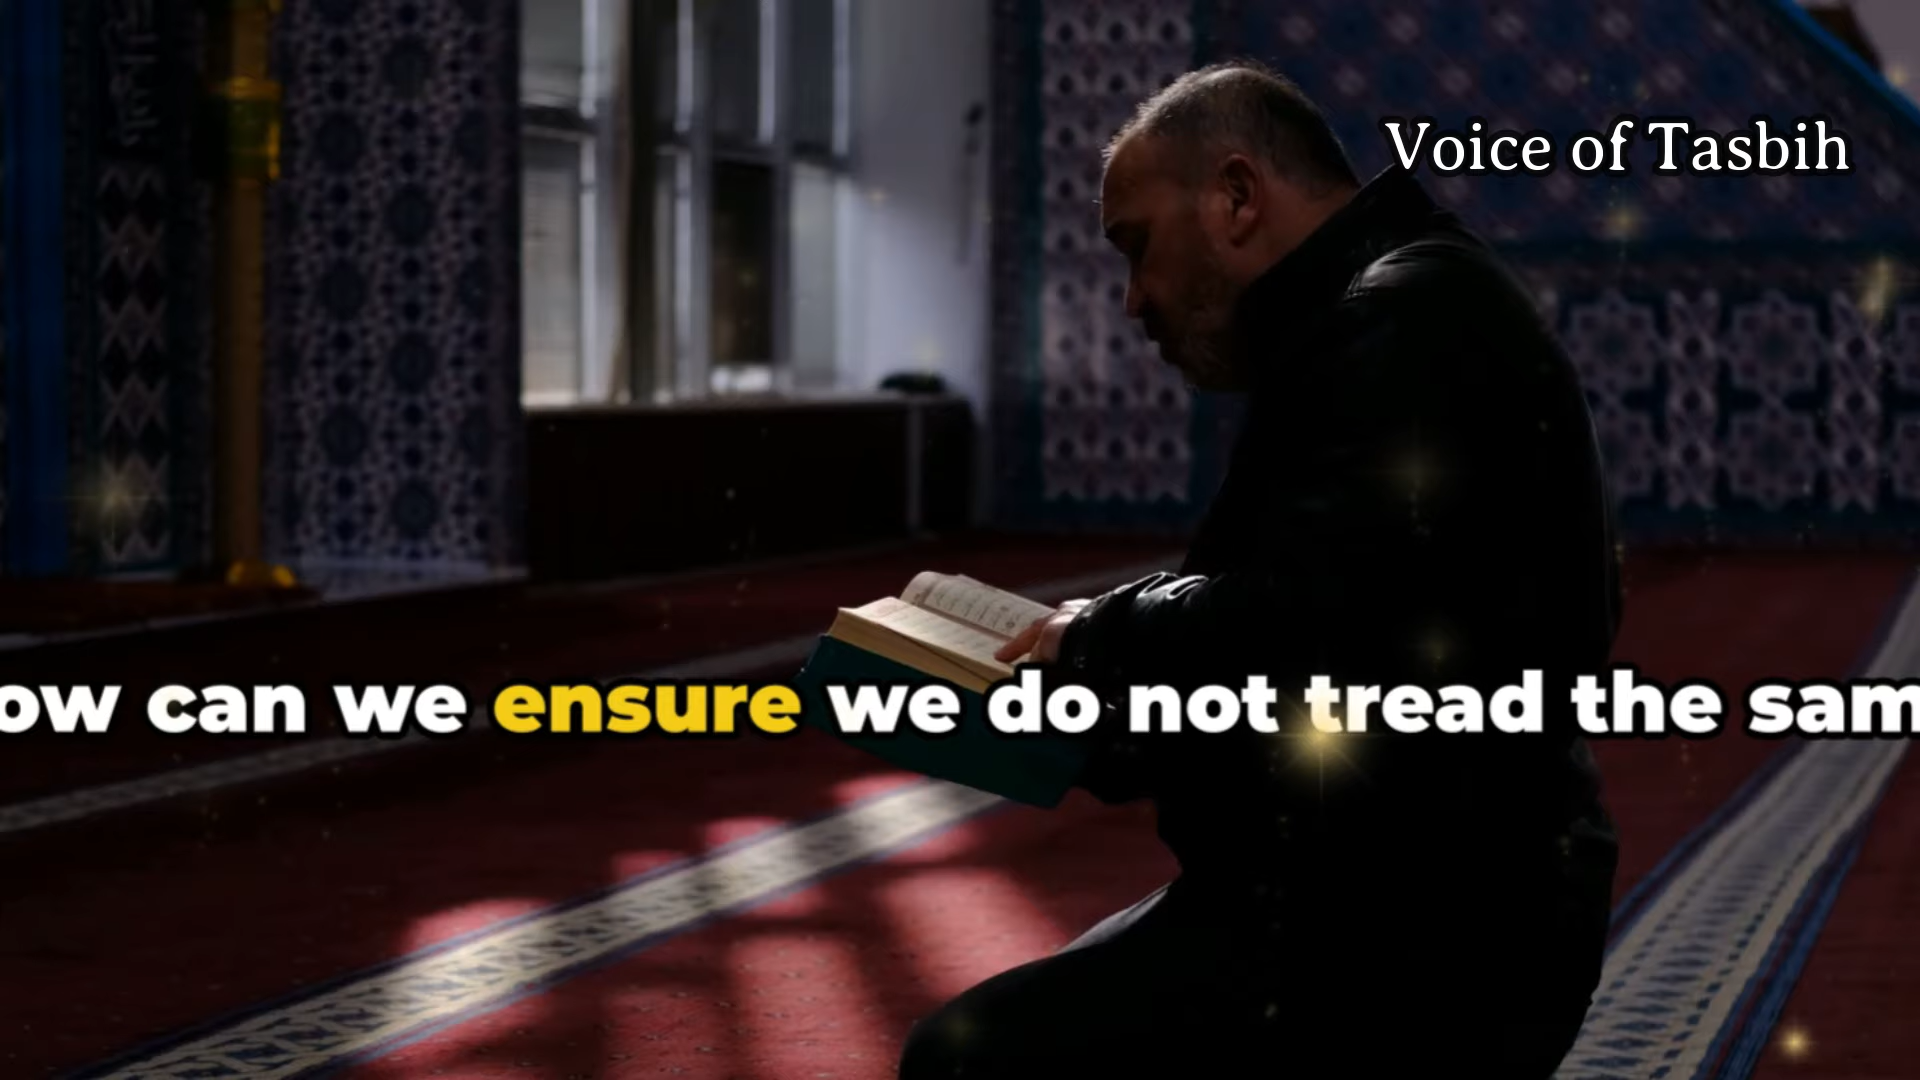 Voice of Tasbih
ow can we ensure we do not tread the sam